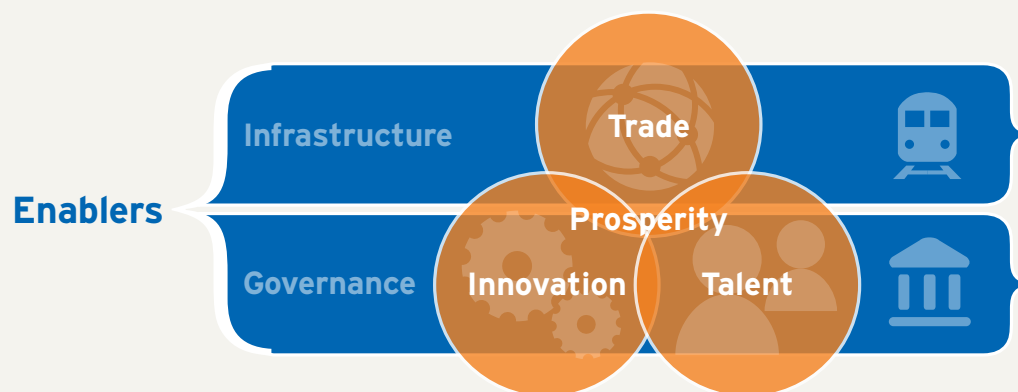 Trade
Infrastructure
Enablers
Prosperity
Governance
Innovation
Talent